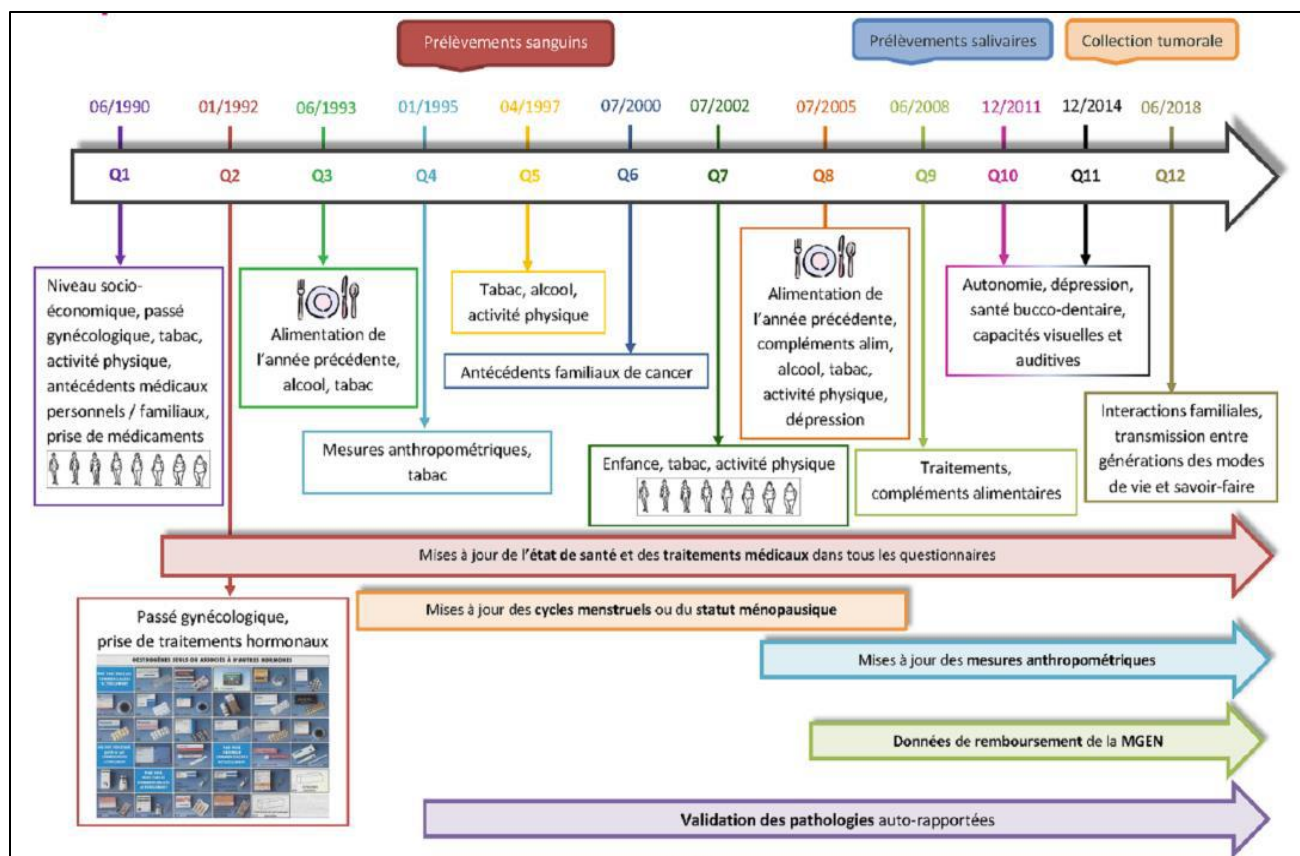 Prélèvements sanguins
Prélèvements salivaires
Collection tumorale
06/1990
01/1992
06/1993
01/1995
04/1997
07/2000
07/2002
07/2005
06/2008
12/2011
12/2014
06/2018
Q1
Q2
Q3
Q4
Q5
Q6
Q7
Q8
Q9
Q10
Q11
Q12
Niveau socio-
économique, passé
gynécologique, tabac,
activité physique,
antécédents médicaux
personnels / familiaux,
prise de médicaments
Alimentation de
l'année précédente,
alcool, tabac
Mesures anthropométriques,
tabac
Tabac, alcool,
activité physique
Antécédents familiaux de cancer
Enfance, tabac, activité physique
Alimentation de
l'année précédente,
compléments alim,
alcool, tabac,
activité physique,
dépression
Traitements,
compléments alimentaires
Autonomie, dépression,
santé bucco-dentaire,
capacités visuelles et
auditives
Interactions familiales,
transmission entre
générations des modes
de vie et savoir-faire
Mises à jour de l'état de santé et des traitements médicaux dans tous les questionnaires
Passé gynécologique,
prise de traitements hormonaux
OESTROGÈNES SEULS OU ASSOCIÉS À D'AUTRES HORMONES
Mises à jour des cycles menstruels ou du statut ménopausique
Mises à jour des mesures anthropométriques
Données de remboursement de la MGEN
Validation des pathologies auto-rapportées